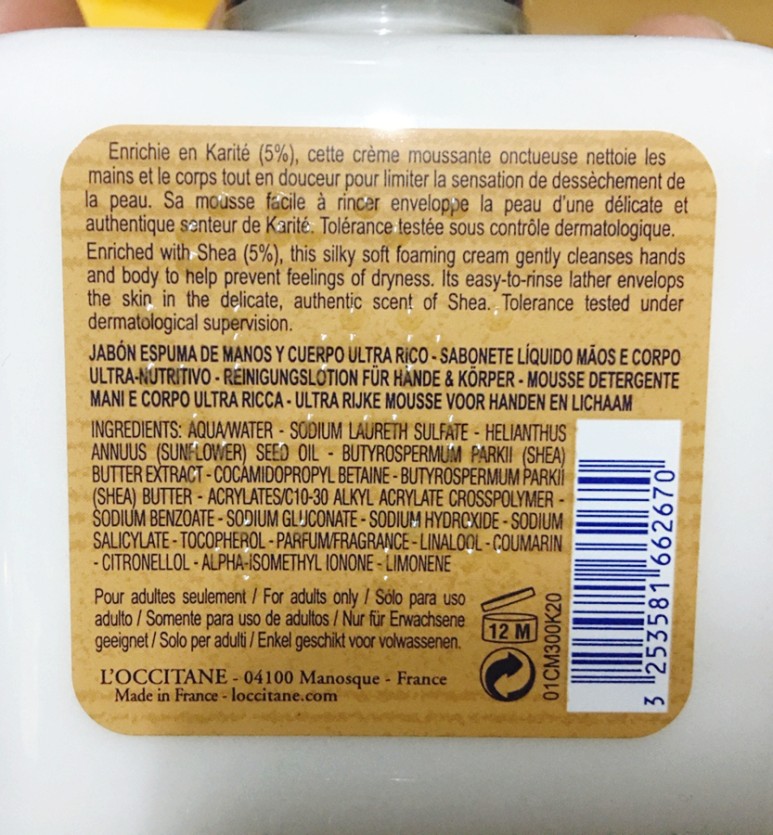 Enrichie en Karité (5%), cette crème moussante onctueuse nettoie les
mains et le corps tout en douceur pour limiter la sensation de dessèchement de
la peau. Sa mousse facile à rincer enveloppe la peau d'une délicate et
authentique senteur de Karité. Tolérance testée sous contrôle dermatologique.
Enriched with Shea (5%), this silky soft foaming cream gently cleanses hands
and body to help prevent feelings of dryness. Its easy-to-rinse lather envelops
the skin in the delicate, authentic scent of Shea. Tolerance tested under
dermatological supervision.
JABÓN ESPUMA DE MANOS Y CUERPO ULTRA RICO - SABONETE LÍQUIDO MÃOS E CORPO
ULTRA-NUTRITIVO - REINIGUNGSLOTION FÜR HÄNDE & KÖRPER - MOUSSE DETERGENTE
MANI E CORPO ULTRA RICCA - ULTRA RIJKE MOUSSE VOOR HANDEN EN LICHAAM
INGREDIENTS: AQUA/WATER - SODIUM LAURETH SULFATE - HELIANTHUS
ANNUUS (SUNFLOWER) SEED OIL - BUTYROSPERMUM PARKII (SHEA)
BUTTER EXTRACT - COCAMIDOPROPYL BETAINE - BUTYROSPERMUM PARKII
(SHEA) BUTTER - ACRYLATES/C10-30 ALKYL ACRYLATE CROSSPOLYMER -
SODIUM BENZOATE - SODIUM GLUCONATE - SODIUM HYDROXIDE - SODIUM
SALICYLATE - TOCOPHEROL - PARFUM/FRAGRANCE - LINALOOL - COUMARIN
- CITRONELLOL - ALPHA-ISOMETHYL IONONE - LIMONENE
Pour adultes seulement / For adults only / Sólo para uso
adulto / Somente para uso de adultos / Nur für Erwachsene
geeignet / Solo per adulti / Enkel geschikt voor volwassenen.
12 M
01CM300K20
3 253581 662670
L'OCCITANE - 04100 Manosque - France
Made in France - loccitane.com